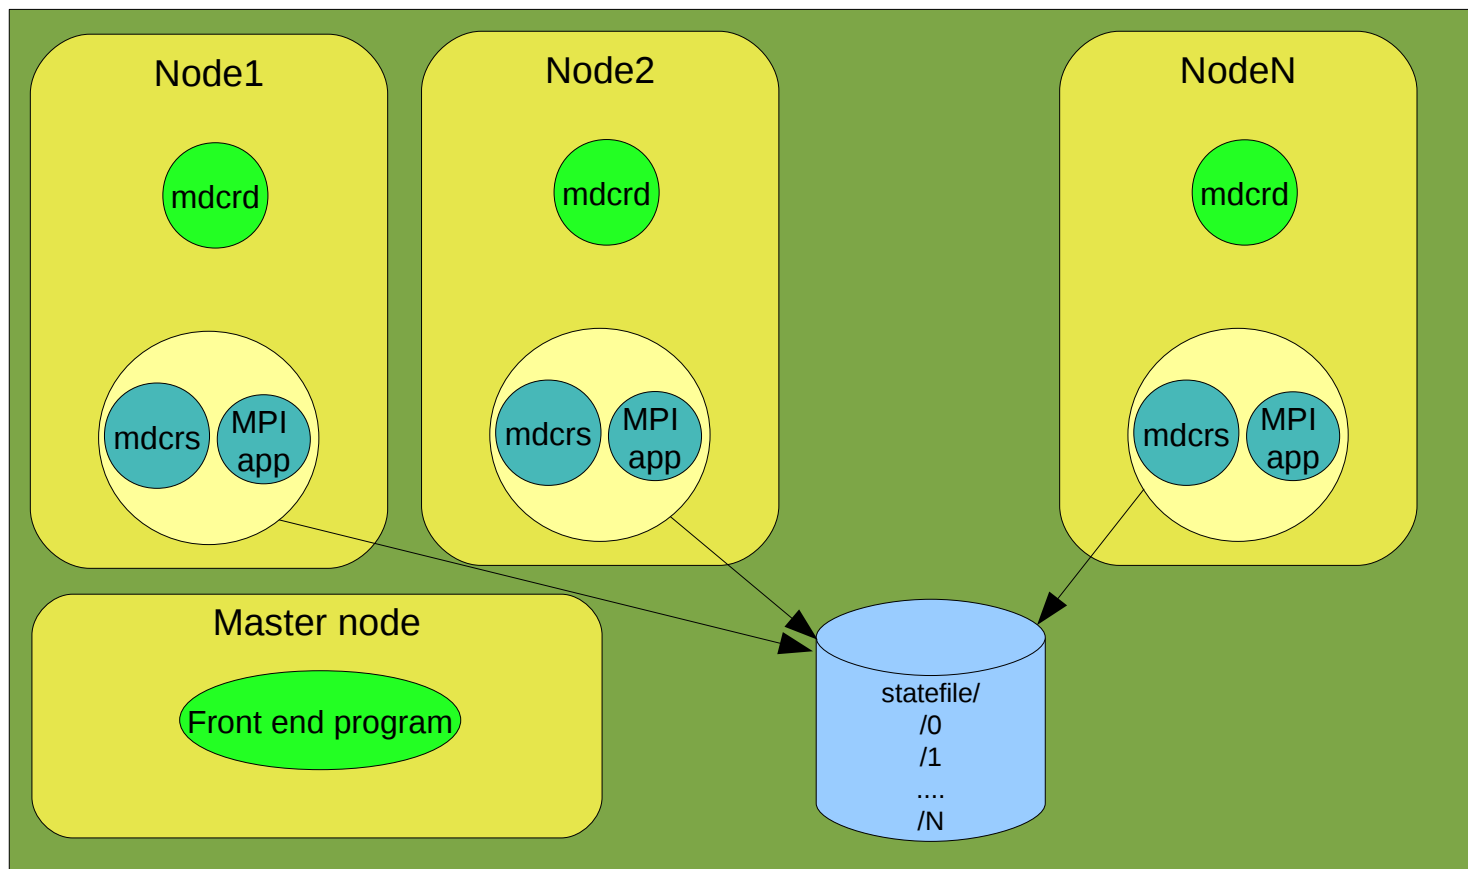 Node1
mdcrd
mdcrs
MPI
app
Node2
mdcrd
mdcrs
MPI
app
NodeN
mdcrd
mdcrs
MPI
app
Master node
Front end program
statefile/
/0
/1
....
/N